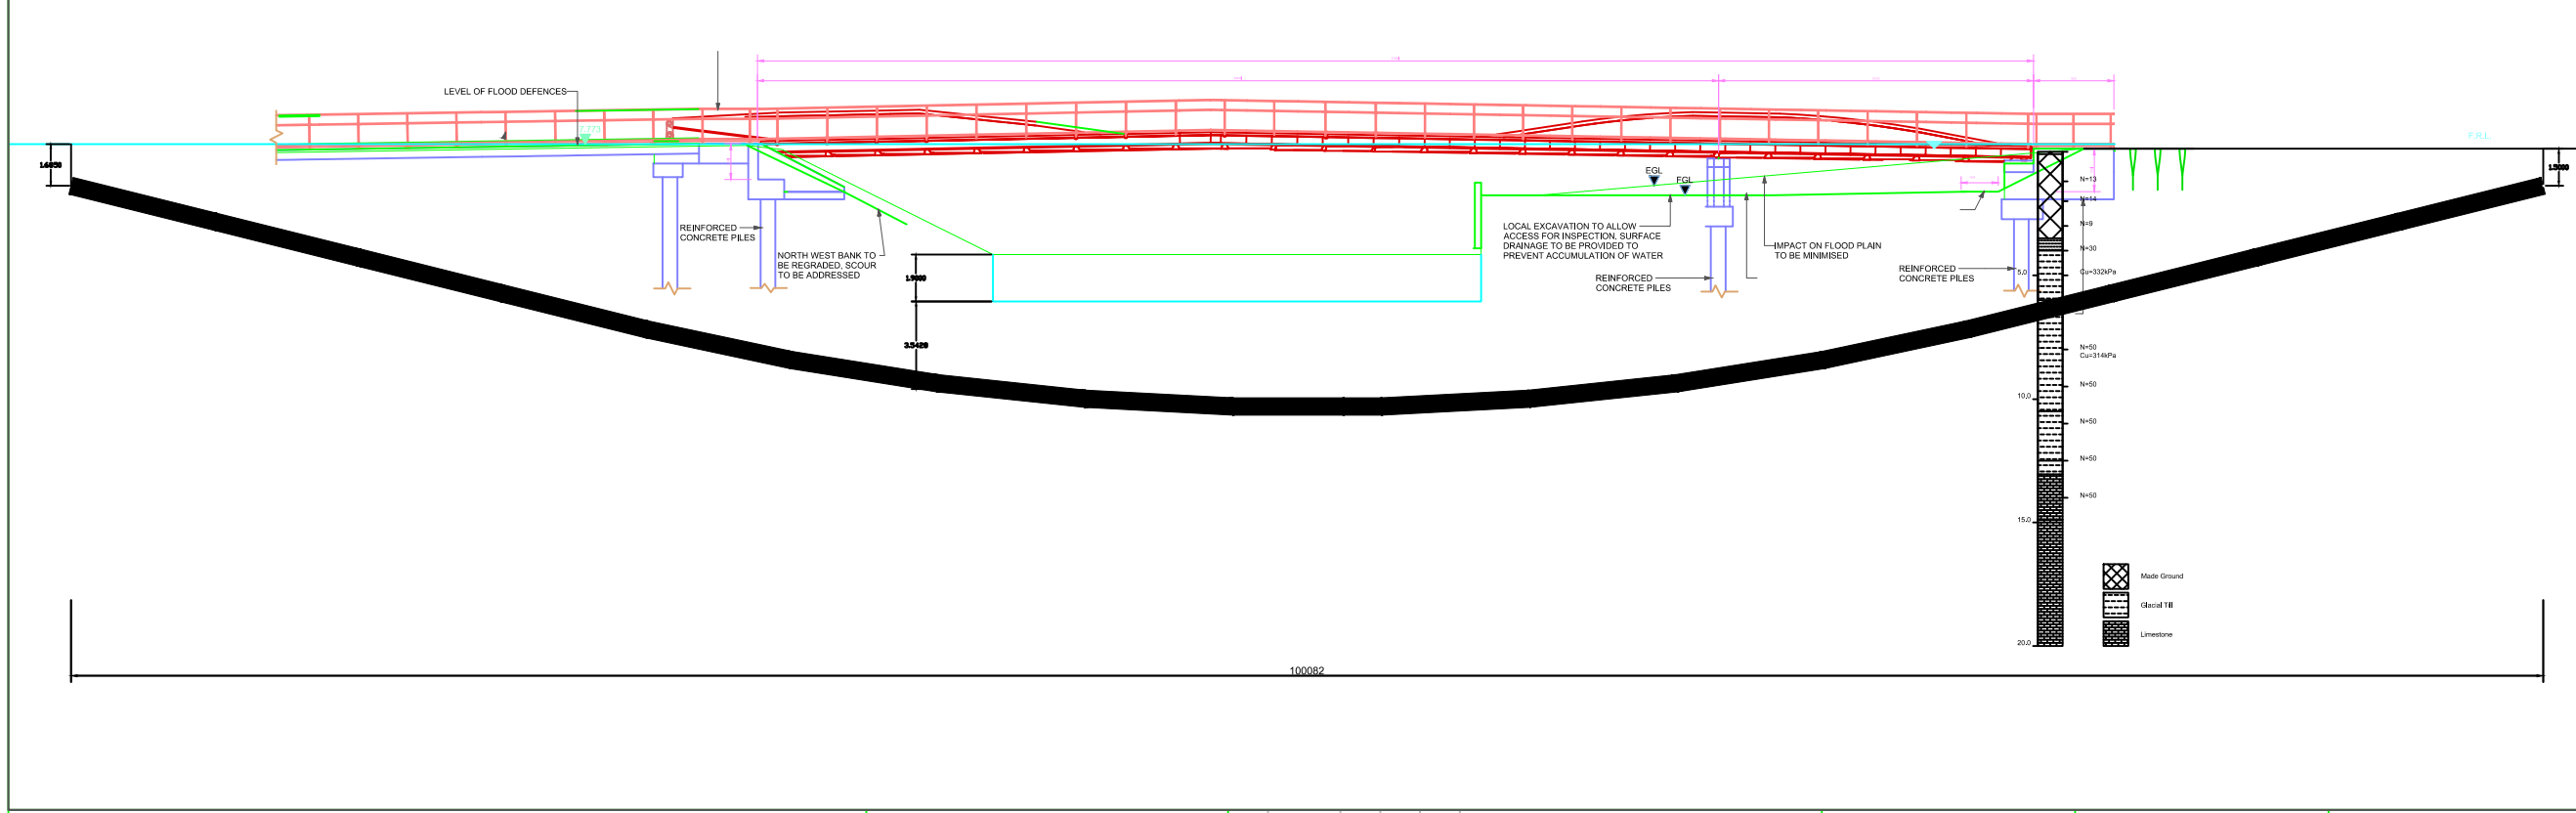 LEVEL OF FLOOD DEFENCES
7.773
F.R.L.
1.6850
1.5000
EGL
FGL
N=13
N=14
N=9
N=30
Cu=332kPa
5.0
REINFORCED
CONCRETE PILES
NORTH WEST BANK TO
BE REGRADED, SCOUR
TO BE ADDRESSED
LOCAL EXCAVATION TO ALLOW
ACCESS FOR INSPECTION, SURFACE
DRAINAGE TO BE PROVIDED TO
PREVENT ACCUMULATION OF WATER
IMPACT ON FLOOD PLAIN
TO BE MINIMISED
REINFORCED
CONCRETE PILES
REINFORCED
CONCRETE PILES
3.5420
N=50
Cu=314kPa
N=50
10.0
N=50
N=50
N=50
15.0
20.0
Made Ground
Glacial Till
Limestone
100082